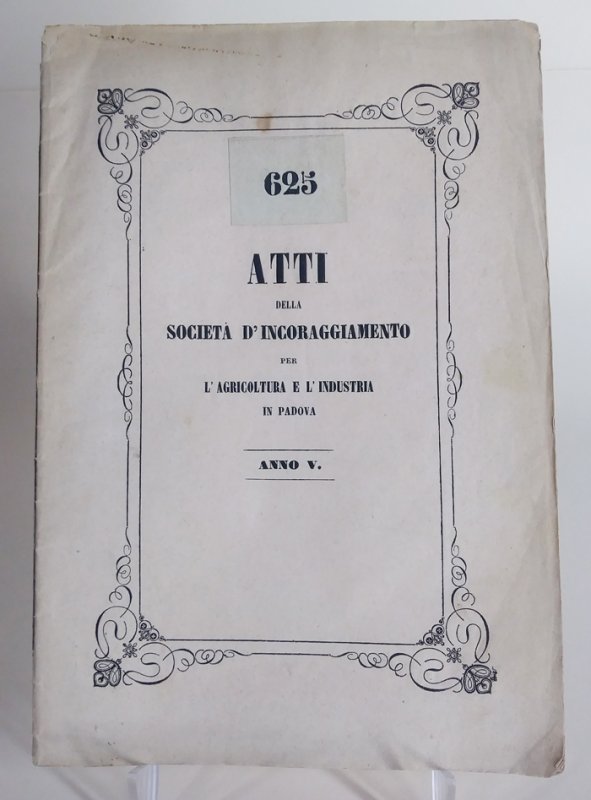 625
ATTI
DELLA
SOCIETÀ D'INCORAGGIAMENTO
PER
L'AGRICOLTURA E L'INDUSTRIA
IN PADOVA
ANNO V.